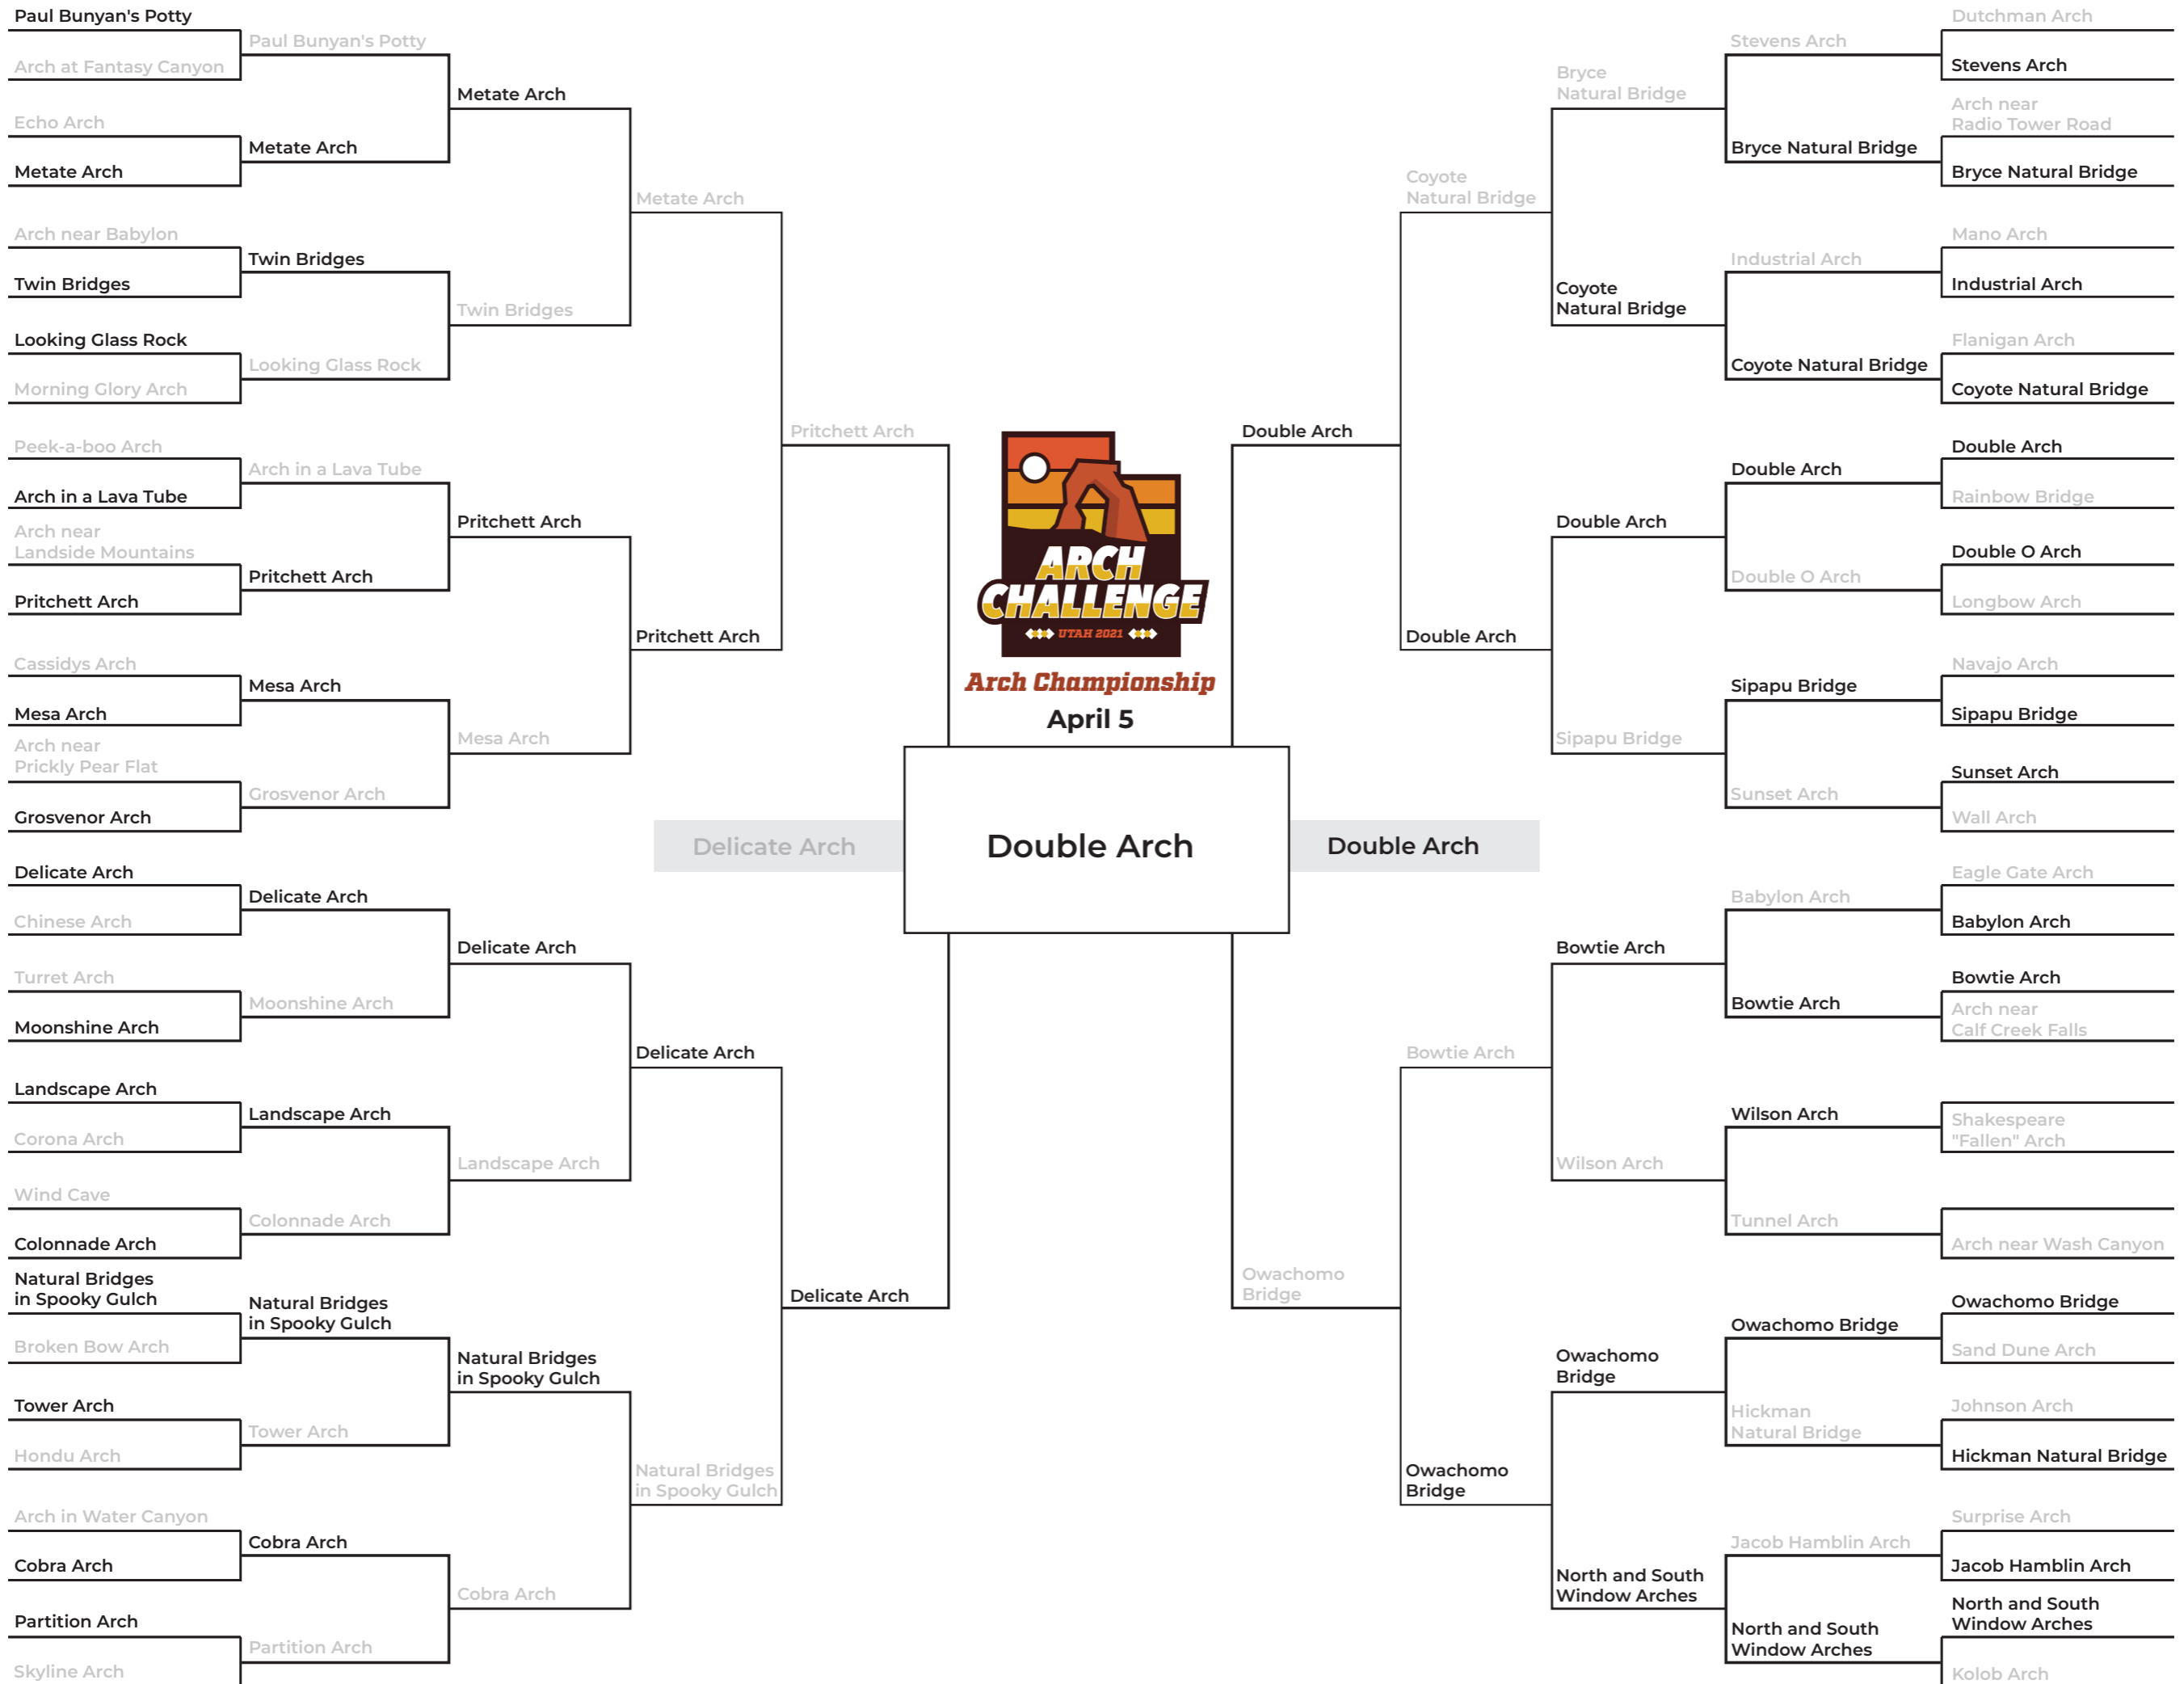 Paul Bunyan's Potty
Arch at Fantasy Canyon
Echo Arch
Metate Arch
Arch near Babylon
Twin Bridges
Looking Glass Rock
Morning Glory Arch
Peek-a-boo Arch
Arch in a Lava Tube
Arch near
Landside Mountains
Pritchett Arch
Cassidys Arch
Mesa Arch
Arch near
Prickly Pear Flat
Grosvenor Arch
Delicate Arch
Chinese Arch
Turret Arch
Moonshine Arch
Landscape Arch
Corona Arch
Wind Cave
Colonnade Arch
Natural Bridges
in Spooky Gulch
Broken Bow Arch
Tower Arch
Hondu Arch
Arch in Water Canyon
Cobra Arch
Partition Arch
Skyline Arch
Paul Bunyan's Potty
Metate Arch
Twin Bridges
Looking Glass Rock
Arch in a Lava Tube
Pritchett Arch
Mesa Arch
Grosvenor Arch
Delicate Arch
Moonshine Arch
Landscape Arch
Colonnade Arch
Natural Bridges
in Spooky Gulch
Tower Arch
Cobra Arch
Partition Arch
Metate Arch
Twin Bridges
Pritchett Arch
Mesa Arch
Delicate Arch
Landscape Arch
Natural Bridges
in Spooky Gulch
Cobra Arch
Metate Arch
Pritchett Arch
Delicate Arch
Natural Bridges
in Spooky Gulch
Pritchett Arch
Delicate Arch
ARCH
CHALLENGE
UTAH 2021
Arch Championship
April 5
Delicate Arch
Double Arch
Double Arch
Double Arch
Owachomo
Bridge
Coyote
Natural Bridge
Double Arch
Bowtie Arch
Owachomo
Bridge
Bryce
Natural Bridge
Coyote
Natural Bridge
Double Arch
Sipapu Bridge
Bowtie Arch
Wilson Arch
Owachomo
Bridge
North and South
Window Arches
Stevens Arch
Bryce Natural Bridge
Industrial Arch
Coyote Natural Bridge
Double Arch
Double O Arch
Sipapu Bridge
Sunset Arch
Babylon Arch
Bowtie Arch
Wilson Arch
Tunnel Arch
Owachomo Bridge
Hickman
Natural Bridge
Jacob Hamblin Arch
North and South
Window Arches
Dutchman Arch
Stevens Arch
Arch near
Radio Tower Road
Bryce Natural Bridge
Mano Arch
Industrial Arch
Flanigan Arch
Coyote Natural Bridge
Double Arch
Rainbow Bridge
Double O Arch
Longbow Arch
Navajo Arch
Sipapu Bridge
Sunset Arch
Wall Arch
Eagle Gate Arch
Babylon Arch
Bowtie Arch
Arch near
Calf Creek Falls
Shakespeare
"Fallen" Arch
Arch near Wash Canyon
Owachomo Bridge
Sand Dune Arch
Johnson Arch
Hickman Natural Bridge
Surprise Arch
Jacob Hamblin Arch
North and South
Window Arches
Kolob Arch